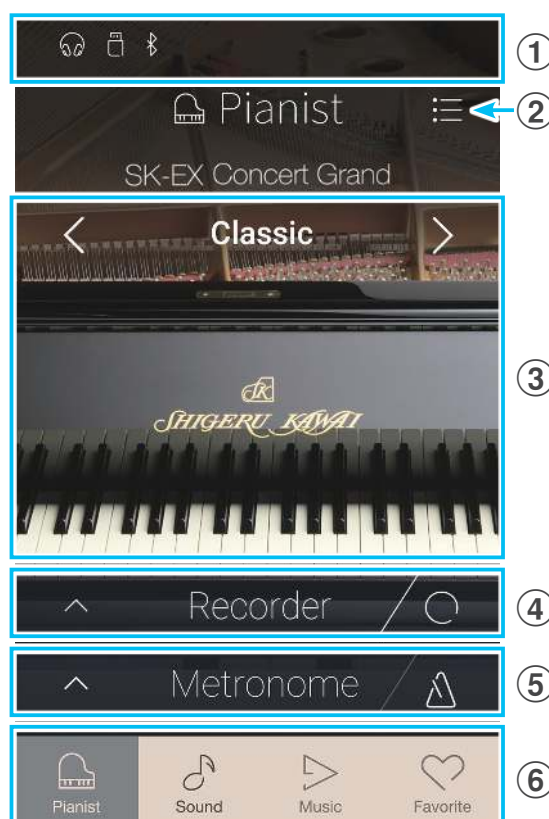 ①
Pianist
②
SK-EX Concert Grand
Classic
③
SK
SHIGERU KAWAI
Recorder
④
Metronome
⑤
Pianist Sound Music Favorite
⑥